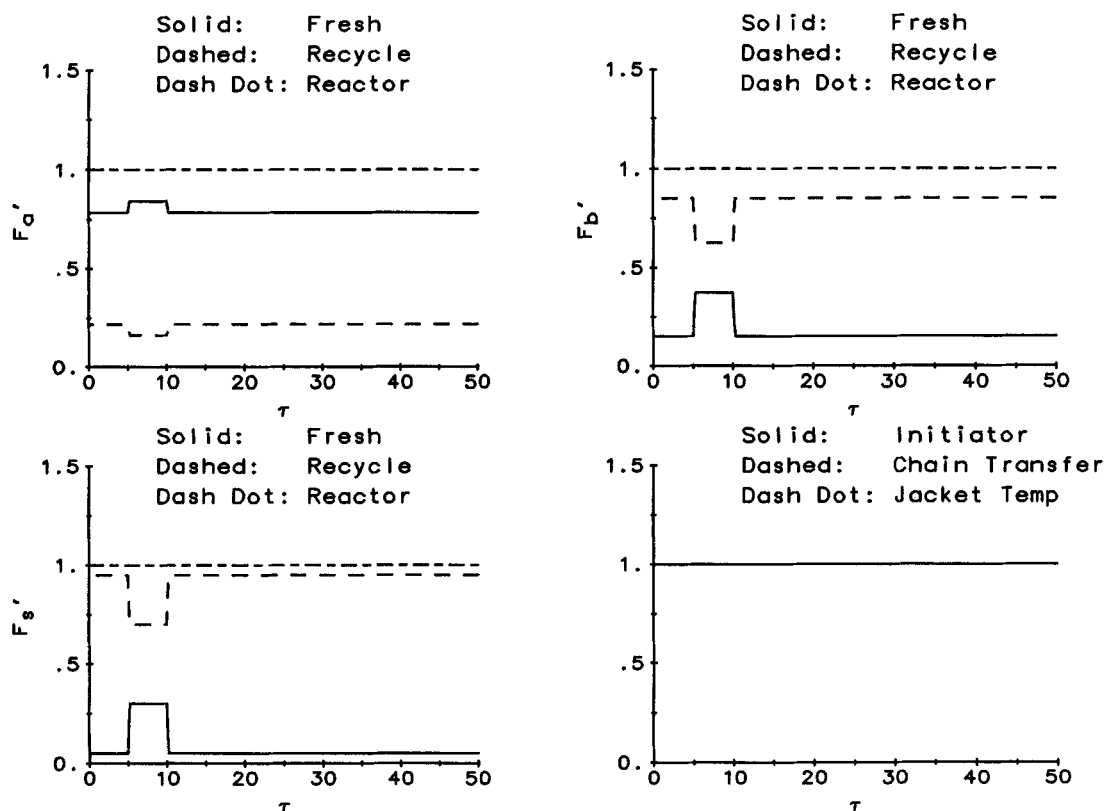 Solid: Fresh
Dashed: Recycle
Dash Dot: Reactor
1.5
1.
.5
0.
Fa'
0 10 20 30 40 50
τ
Solid: Fresh
Dashed: Recycle
Dash Dot: Reactor
1.5
1.
.5
0.
Fb'
0 10 20 30 40 50
τ
Solid: Fresh
Dashed: Recycle
Dash Dot: Reactor
1.5
1.
.5
0.
Fs'
0 10 20 30 40 50
τ
Solid: Initiator
Dashed: Chain Transfer
Dash Dot: Jacket Temp
1.5
1.
.5
0.
0 10 20 30 40 50
τ